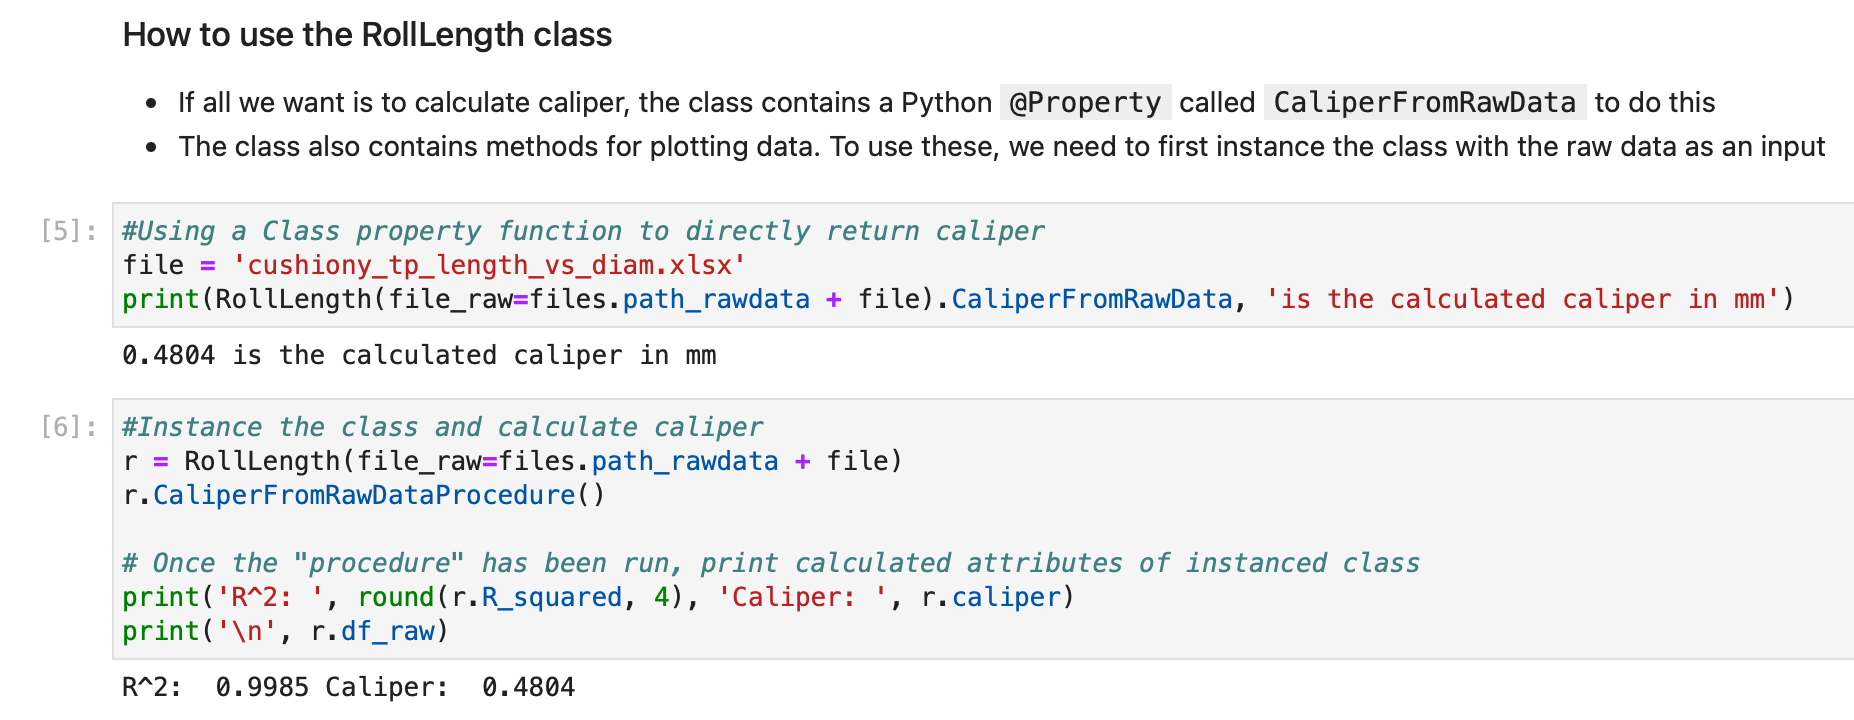 How to use the RollLength class
• If all we want is to calculate caliper, the class contains a Python @Property called CaliperFromRawData to do this
• The class also contains methods for plotting data. To use these, we need to first instance the class with the raw data as an input
[5]: #Using a Class property function to directly return caliper
file = 'cushiony_tp_length_vs_diam.xlsx'
print(RollLength(file_raw=files.path_rawdata + file).CaliperFromRawData, 'is the calculated caliper in mm')
0.4804 is the calculated caliper in mm
[6]: #Instance the class and calculate caliper
r = RollLength(file_raw=files.path_rawdata + file)
r.CaliperFromRawDataProcedure()
# Once the "procedure" has been run, print calculated attributes of instanced class
print('R^2: ', round(r.R_squared, 4), 'Caliper: ', r.caliper)
print('\n', r.df_raw)
R^2:  0.9985 Caliper:  0.4804